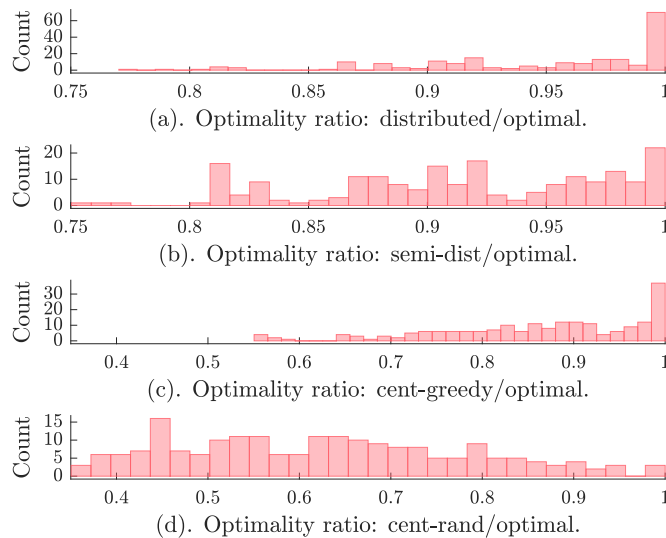 Count
60
40
20
0
0.75 0.8 0.85 0.9 0.95 1
(a). Optimality ratio: distributed/optimal.
Count
20
10
0
0.75 0.8 0.85 0.9 0.95 1
(b). Optimality ratio: semi-dist/optimal.
Count
30
20
10
0
0.4 0.5 0.6 0.7 0.8 0.9 1
(c). Optimality ratio: cent-greedy/optimal.
Count
15
10
5
0
0.4 0.5 0.6 0.7 0.8 0.9 1
(d). Optimality ratio: cent-rand/optimal.